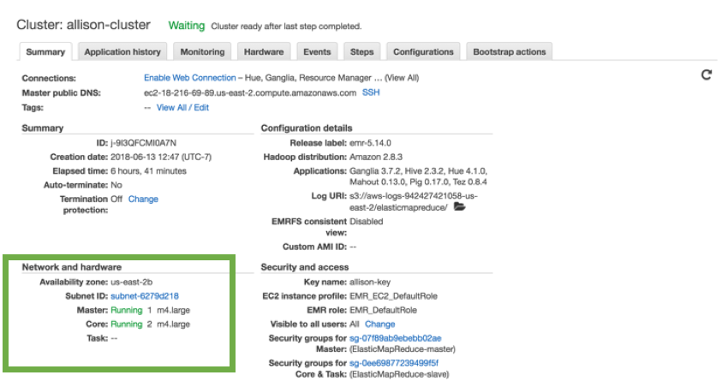 Cluster: allison-cluster Waiting Cluster ready after last step completed.
Summary Application history Monitoring Hardware Events Steps Configurations Bootstrap actions
Connections: Enable Web Connection – Hue, Ganglia, Resource Manager ... (View All)
Master public DNS: ec2-18-216-69-89.us-east-2.compute.amazonaws.com SSH
Tags: -- View All / Edit
Summary
ID: j-9I3QFCMI0A7N
Creation date: 2018-06-13 12:47 (UTC-7)
Elapsed time: 6 hours, 41 minutes
Auto-terminate: No
Termination Off Change
protection:
Configuration details
Release label: emr-5.14.0
Hadoop distribution: Amazon 2.8.3
Applications: Ganglia 3.7.2, Hive 2.3.2, Hue 4.1.0,
Mahout 0.13.0, Pig 0.17.0, Tez 0.8.4
Log URI: s3://aws-logs-942427421058-us-
east-2/elasticmapreduce/
EMRFS consistent Disabled
view:
Custom AMI ID: --
Network and hardware
Availability zone: us-east-2b
Subnet ID: subnet-6279d218
Master: Running 1 m4.large
Core: Running 2 m4.large
Task: --
Security and access
Key name: allison-key
EC2 instance profile: EMR_EC2_DefaultRole
EMR role: EMR_DefaultRole
Visible to all users: All Change
Security groups for sg-07f89ab9ebebb02ae
Master: (ElasticMapReduce-master)
Security groups for sg-0ee69877239499f5f
Core & Task: (ElasticMapReduce-slave)